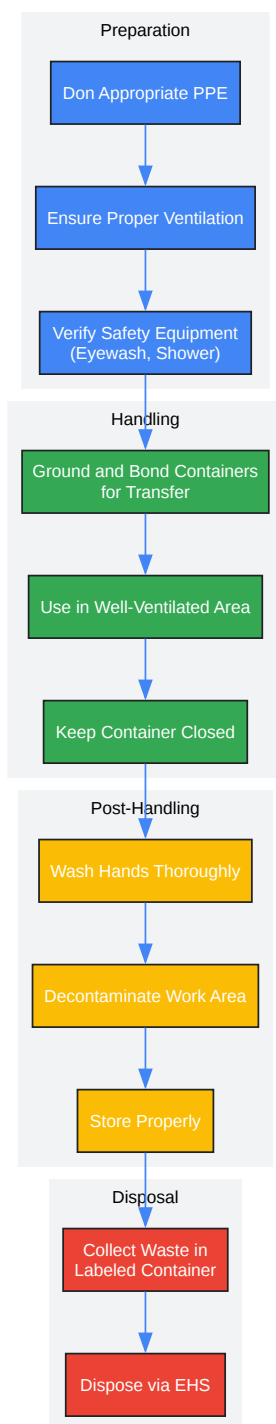 Preparation
Don Appropriate PPE
Ensure Proper Ventilation
Verify Safety Equipment
(Eyewash, Shower)
Handling
Ground and Bond Containers
for Transfer
Use in Well-Ventilated Area
Keep Container Closed
Post-Handling
Wash Hands Thoroughly
Decontaminate Work Area
Store Properly
Disposal
Collect Waste in
Labeled Container
Dispose via EHS